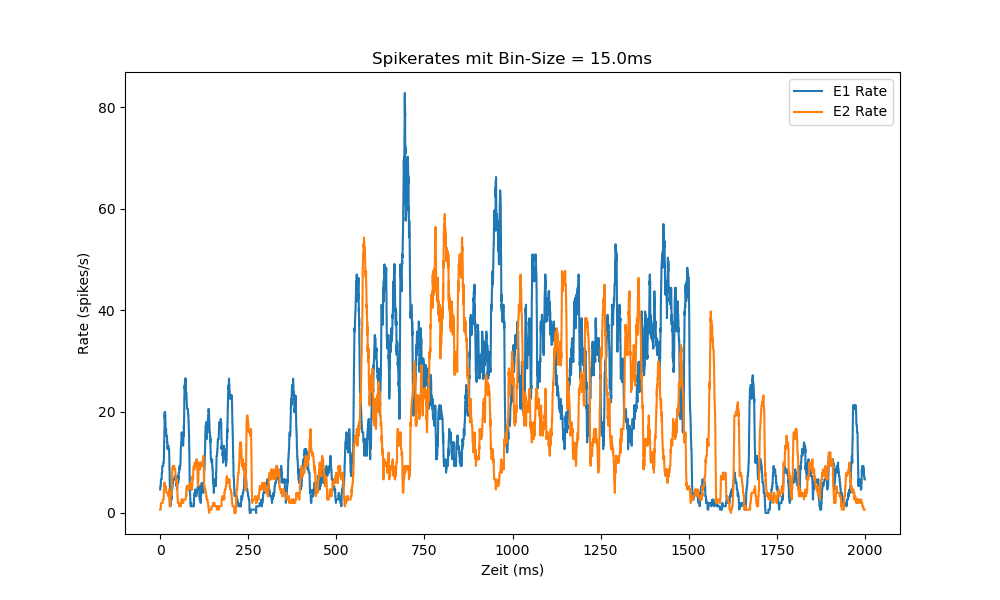 Spikerates mit Bin-Size = 15.0ms
E1 Rate
E2 Rate
80
60
40
20
0
Rate (spikes/s)
0 250 500 750 1000 1250 1500 1750 2000
Zeit (ms)